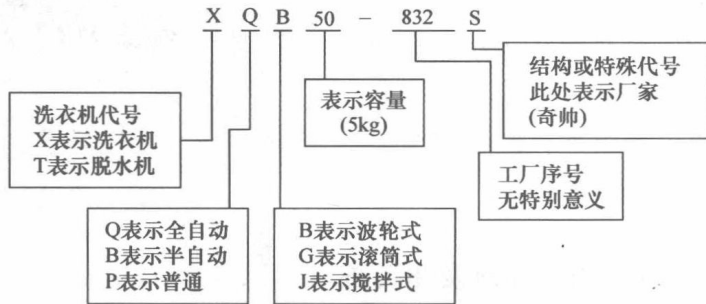 X Q B 50 – 832 S
结构或特殊代号
此处表示厂家
(奇帅)
表示容量
(5kg)
洗衣机代号
X表示洗衣机
T表示脱水机
工厂序号
无特别意义
Q表示全自动
B表示半自动
P表示普通
B表示波轮式
G表示滚筒式
J表示搅拌式